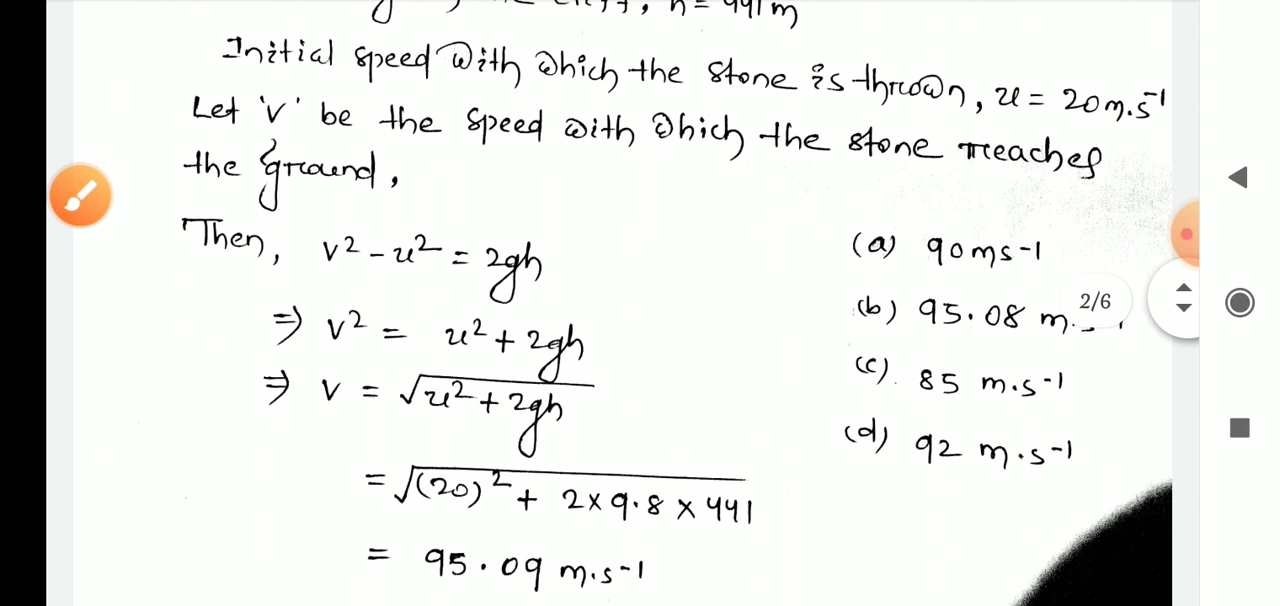 h = 441 m
Initial speed with which the stone is thrown, u = 20 m.s⁻¹
Let 'v' be the speed with which the stone reaches
the ground,
Then, v² - u² = 2gh
⇒ v² = u² + 2gh
⇒ v = √u² + 2gh
= √(20)² + 2 × 9.8 × 441
= 95.09 m.s⁻¹
(a) 90 ms⁻¹
(b) 95.08 m.
(c). 85 m.s⁻¹
(d) 92 m.s⁻¹
2/6